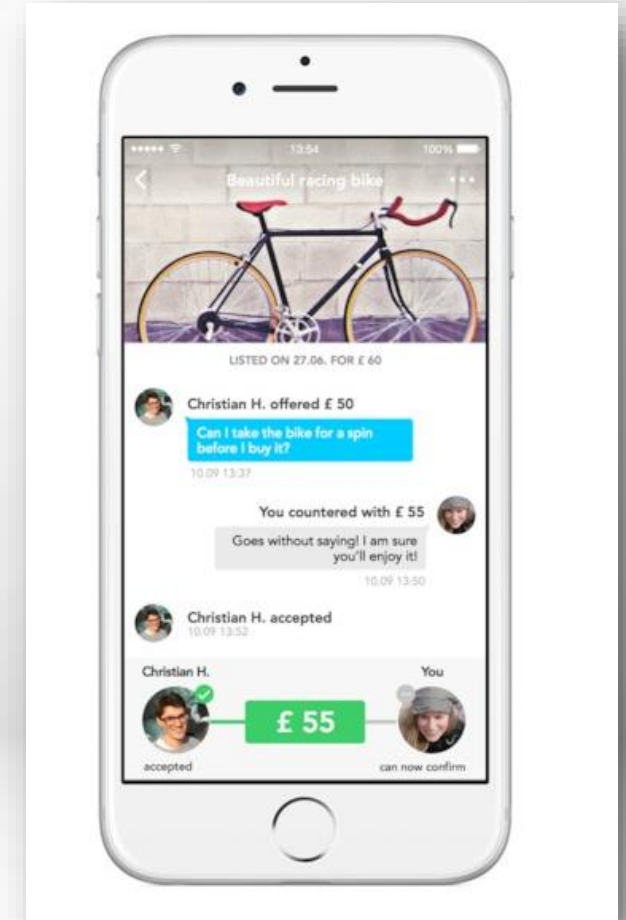 13:54
100%
Beautiful racing bike
LISTED ON 27.06. FOR £ 60
Christian H. offered £ 50
Can I take the bike for a spin
before I buy it?
10.09 13:37
You countered with £ 55
Goes without saying! I am sure
you'll enjoy it!
10.09 13:50
Christian H. accepted
10.09 13:52
Christian H.
You
£ 55
accepted
can now confirm